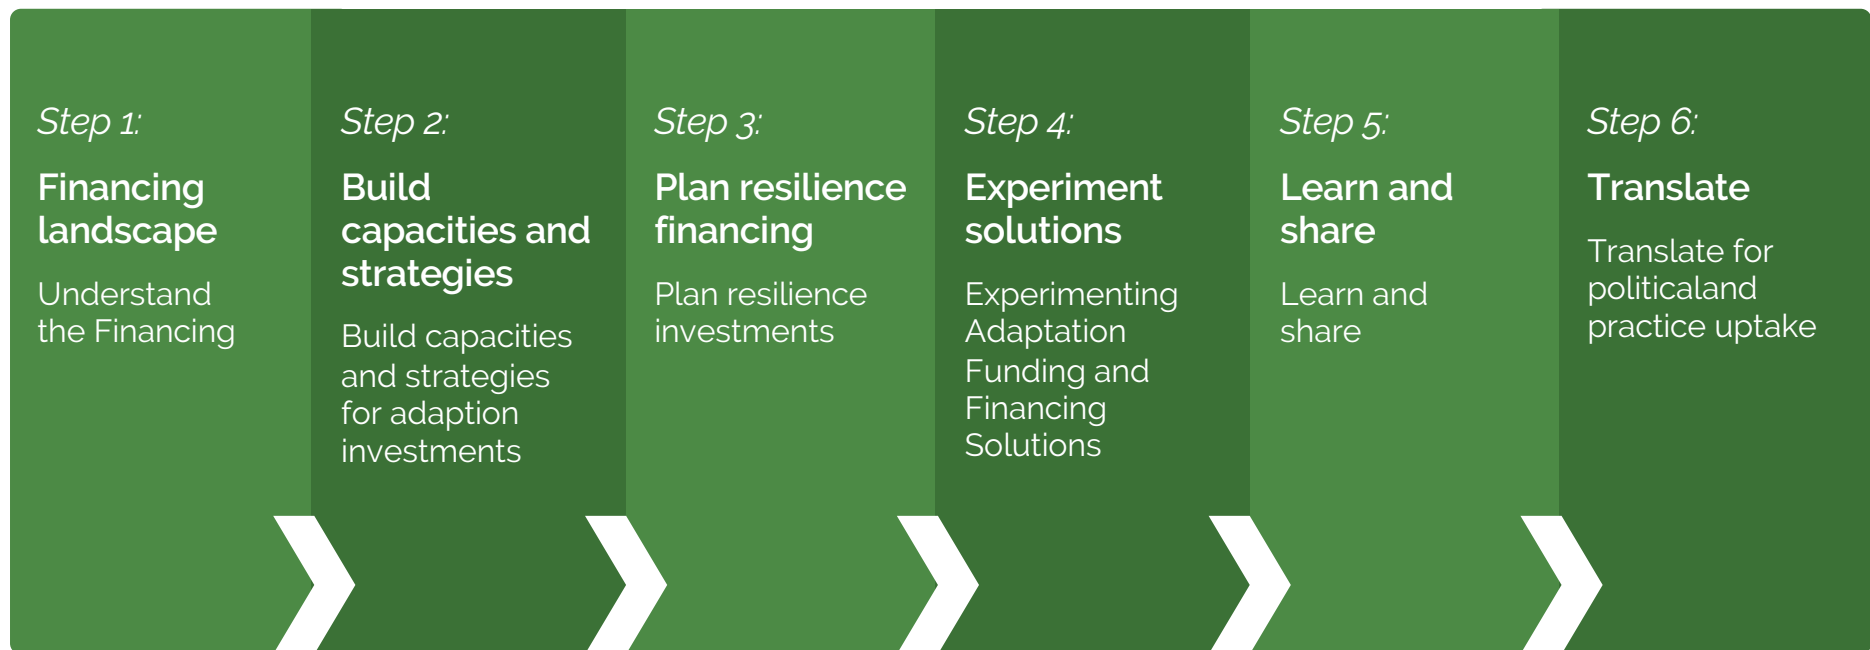 Step 1:
Financing
landscape
Understand
the Financing
Step 2:
Build
capacities and
strategies
Build capacities
and strategies
for adaption
investments
Step 3:
Plan resilience
financing
Plan resilience
investments
Step 4:
Experiment
solutions
Experimenting
Adaptation
Funding and
Financing
Solutions
Step 5:
Learn and
share
Learn and
share
Step 6:
Translate
Translate for
politicaland
practice uptake